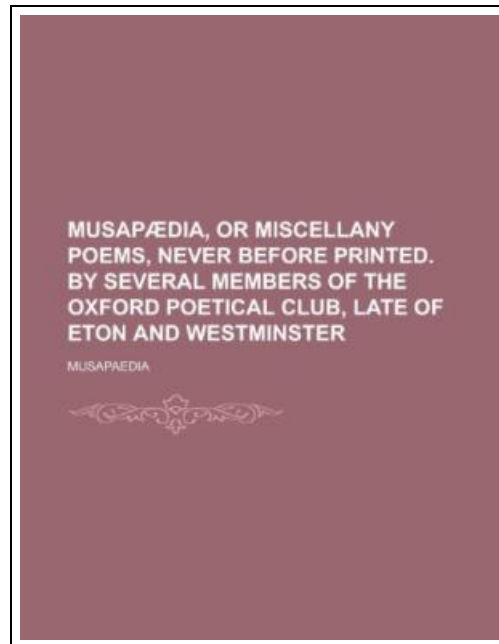 MUSAPÆDIA, OR MISCELLANY
POEMS, NEVER BEFORE PRINTED.
BY SEVERAL MEMBERS OF THE
OXFORD POETICAL CLUB, LATE OF
ETON AND WESTMINSTER
MUSAPAEDIA